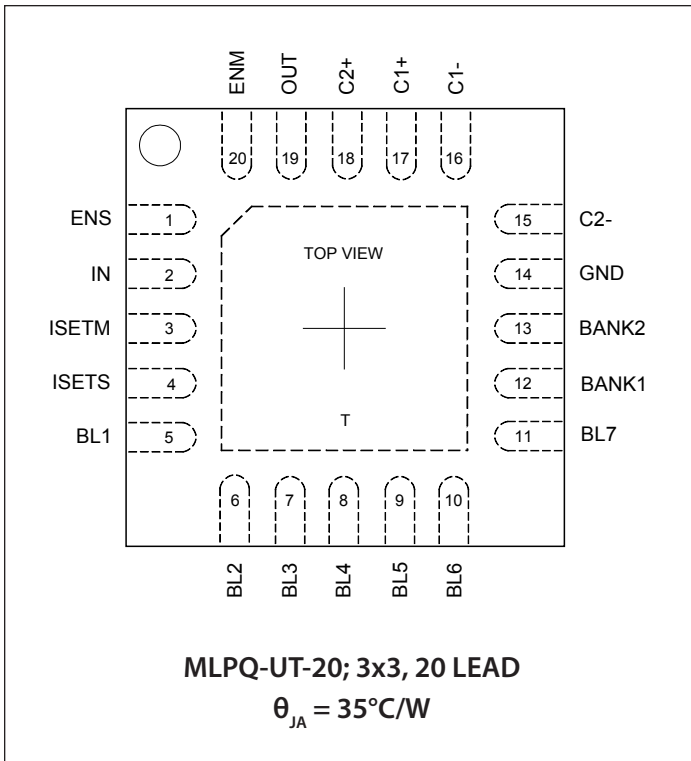 ENM OUT C2+ C1+ C1-
20 19 18 17 16
ENS 1
IN 2
ISETM 3
ISETS 4
BL1 5
TOP VIEW
T
15 C2-
14 GND
13 BANK2
12 BANK1
11 BL7
6 7 8 9 10
BL2 BL3 BL4 BL5 BL6
MLPQ-UT-20; 3x3, 20 LEAD
θJA = 35°C/W